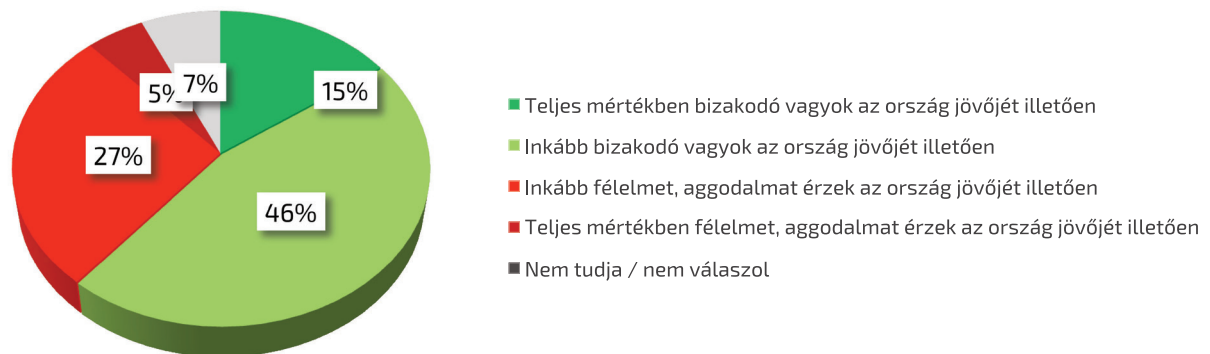 7%
5%
15%
27%
46%
Teljes mértékben bizakodó vagyok az ország jövőjét illetően
Inkább bizakodó vagyok az ország jövőjét illetően
Inkább félelmet, aggodalmat érzek az ország jövőjét illetően
Teljes mértékben félelmet, aggodalmat érzek az ország jövőjét illetően
Nem tudja / nem válaszol